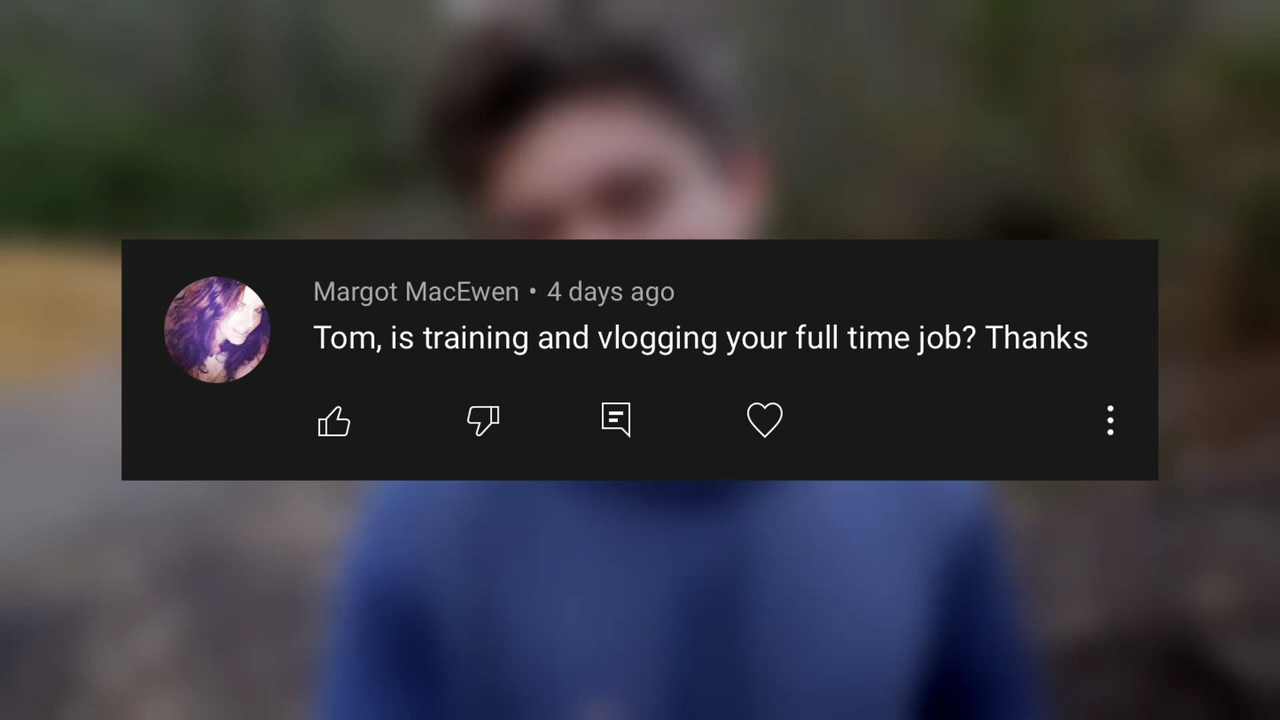 Margot MacEwen • 4 days ago
Tom, is training and vlogging your full time job? Thanks